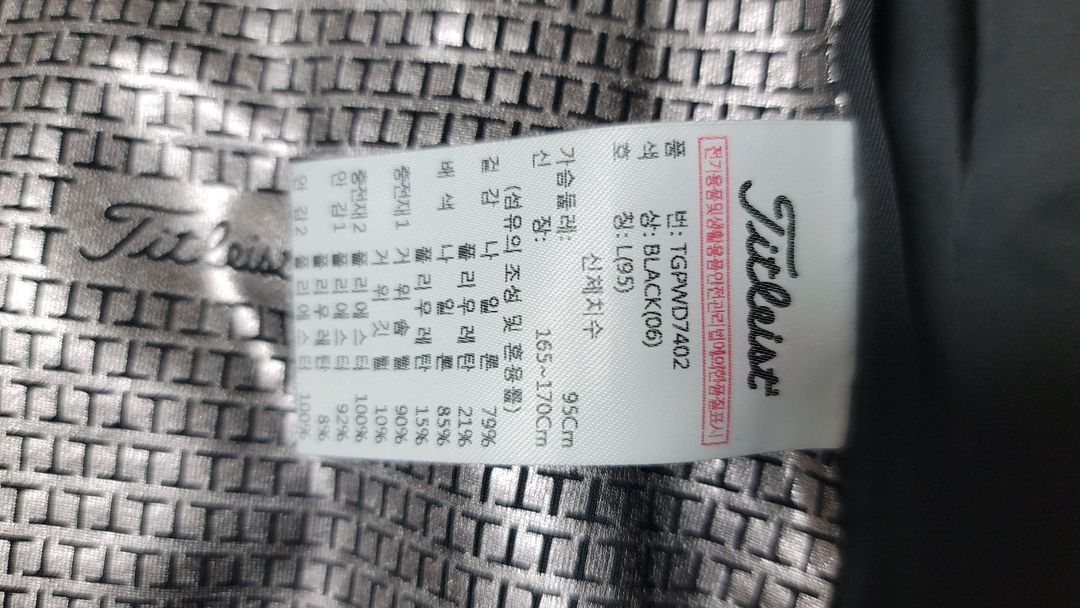 Titleist
전기용품및생활용품안전관리법에의한품질표시
품 번: TGPWD7402
색 상: BLACK(06)
호 칭: L(95)
신체치수
가슴둘레: 95Cm
신 장: 165~170Cm
(섬유의 조성 및 혼용률)
겉 감 나 일 론 79%
폴 리 우 레 탄 21%
배 색 나 일 론 85%
폴 리 우 레 탄 15%
충전재 1 거 위 솜 털 90%
거 위 깃 털 10%
충전재 2 폴 리 에 스 터 100%
안 감 1 폴 리 에 스 터 92%
폴 리 우 레 탄 8%
안 감 2 폴 리 에 스 터 100%
Titleist